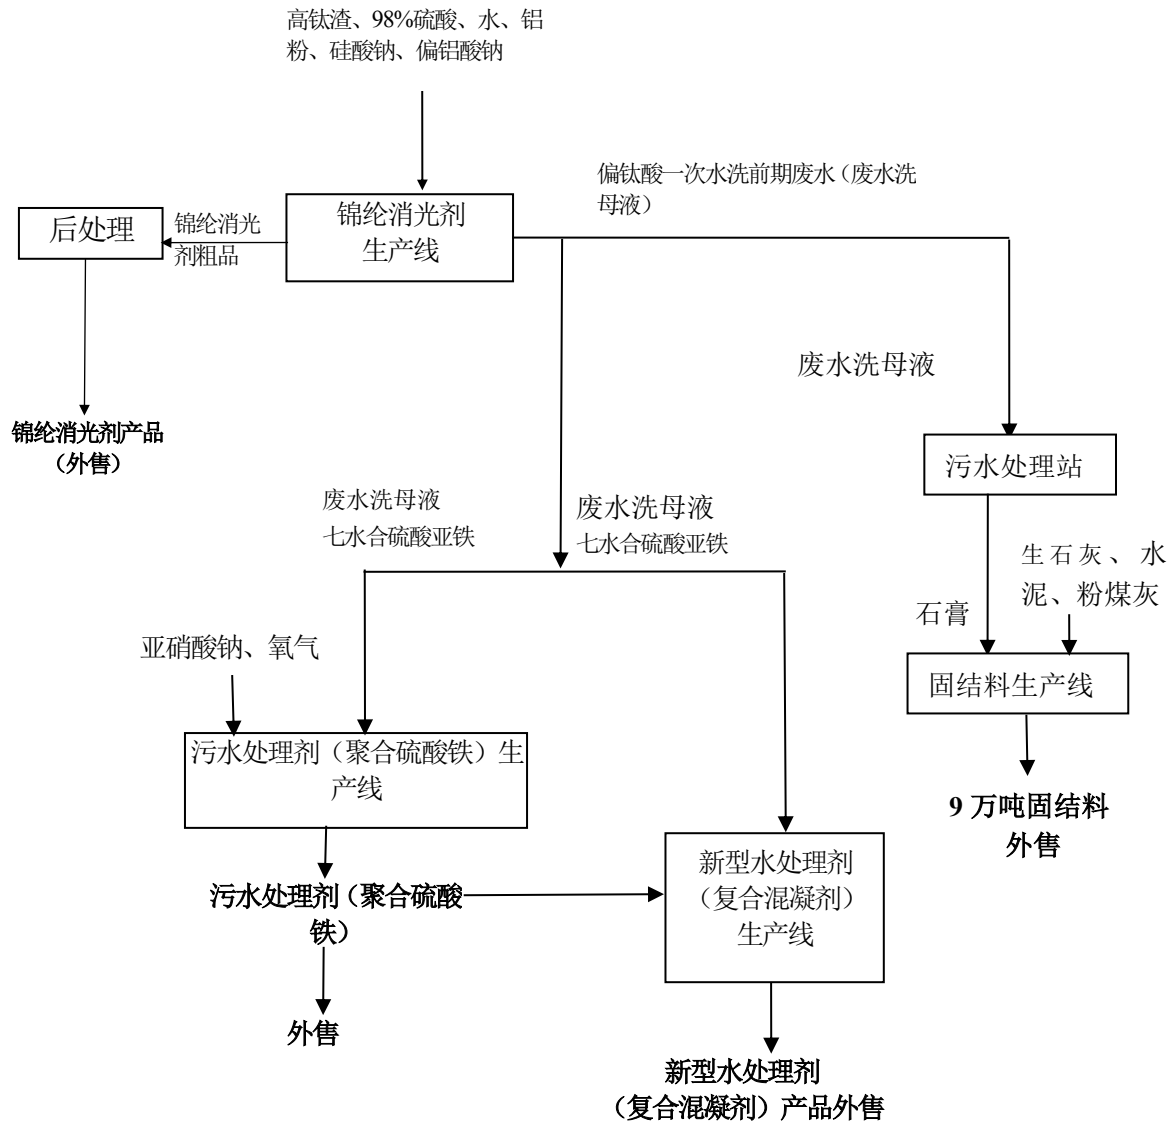 高钛渣、98%硫酸、水、铝
粉、硅酸钠、偏铝酸钠
偏钛酸一次水洗前期废水（废水洗
母液）
后处理
锦纶消光
剂粗品
锦纶消光剂
生产线
废水洗母液
锦纶消光剂产品
（外售）
污水处理站
废水洗母液
七水合硫酸亚铁
废水洗母液
七水合硫酸亚铁
生石灰、水
泥、粉煤灰
石膏
亚硝酸钠、氧气
固结料生产线
污水处理剂（聚合硫酸铁）生
产线
9 万吨固结料
外售
新型水处理剂
（复合混凝剂）
生产线
污水处理剂（聚合硫酸
铁）
外售
新型水处理剂
（复合混凝剂）产品外售